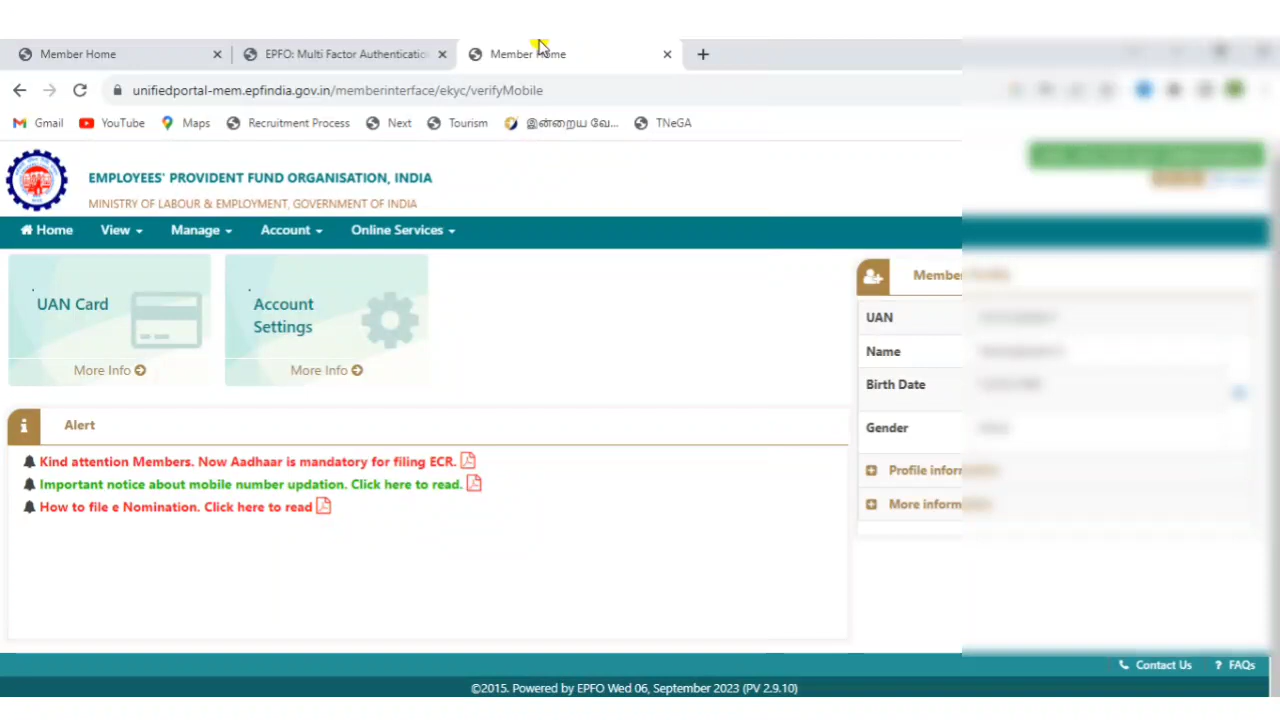 Member Home
EPFO: Multi Factor Authenticatio
Member Home
unifiedportal-mem.epfindia.gov.in/memberinterface/ekyc/verifyMobile
Gmail YouTube Maps Recruitment Process Next Tourism இன்றைய வே... TNeGA
EMPLOYEES' PROVIDENT FUND ORGANISATION, INDIA
MINISTRY OF LABOUR & EMPLOYMENT, GOVERNMENT OF INDIA
Home View Manage Account Online Services
UAN Card
More Info
Account
Settings
More Info
Alert
Kind attention Members. Now Aadhaar is mandatory for filing ECR.
Important notice about mobile number updation. Click here to read.
How to file e Nomination. Click here to read
Member
UAN
Name
Birth Date
Gender
Profile information
More information
Contact Us ? FAQs
©2015. Powered by EPFO Wed 06, September 2023 (PV 2.9.10)